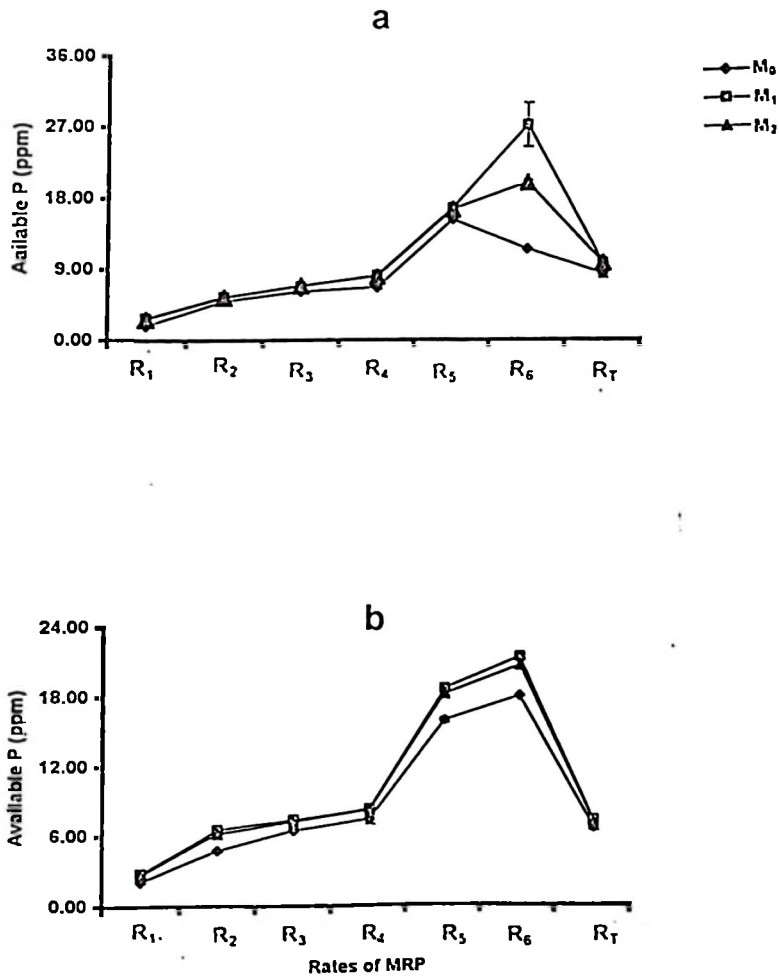 a
36.00
27.00
18.00
9.00
0.00
Aailable P (ppm)
M₀
M₁
M₂
R₁ R₂ R₃ R₄ R₅ R₆ R_T
b
24.00
18.00
12.00
6.00
0.00
Available P (ppm)
R₁. R₂ R₃ R₄ R₅ R₆ R_T
Rates of MRP